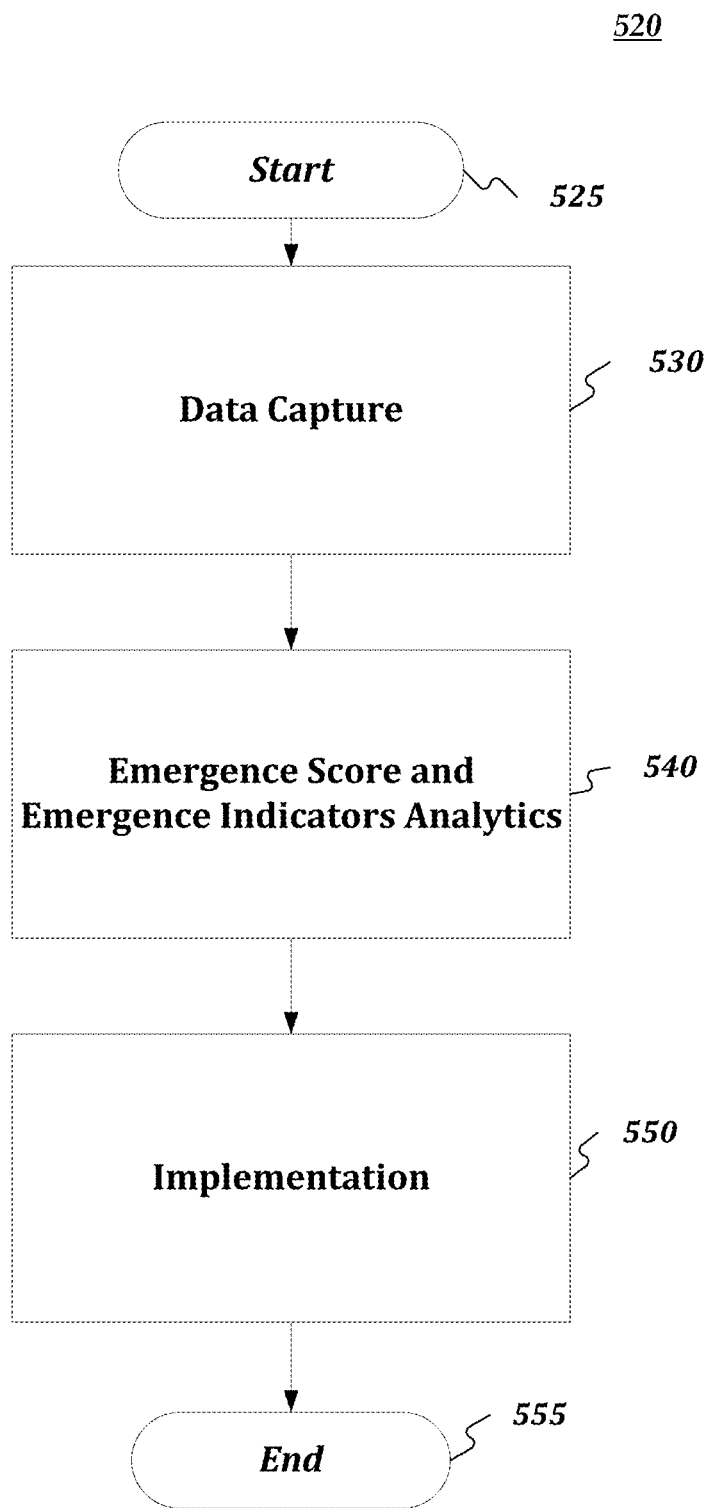 520
Start
525
530
Data Capture
Emergence Score and
Emergence Indicators Analytics
540
550
Implementation
555
End